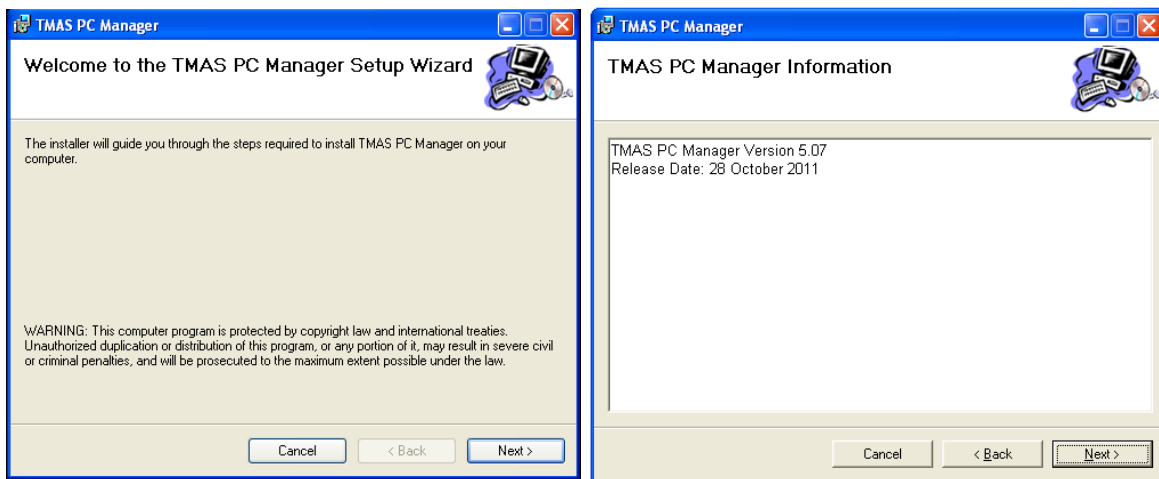 TMAS PC Manager
Welcome to the TMAS PC Manager Setup Wizard
The installer will guide you through the steps required to install TMAS PC Manager on your
computer.
WARNING: This computer program is protected by copyright law and international treaties.
Unauthorized duplication or distribution of this program, or any portion of it, may result in severe civil
or criminal penalties, and will be prosecuted to the maximum extent possible under the law.
Cancel < Back Next >
TMAS PC Manager
TMAS PC Manager Information
TMAS PC Manager Version 5.07
Release Date: 28 October 2011
Cancel < Back Next >